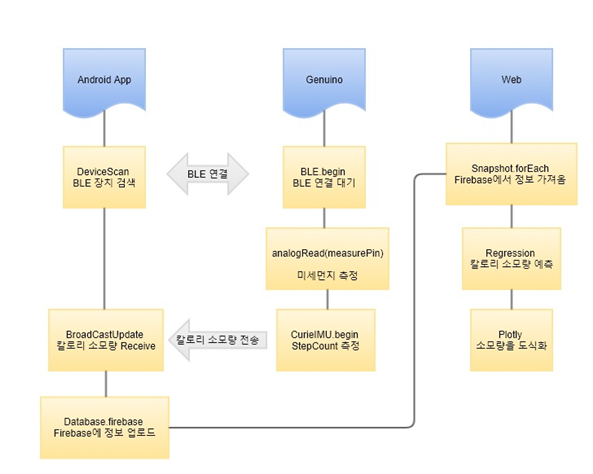 Android App
Genuino
Web
DeviceScan
BLE 장치 검색
BLE 연결
BLE.begin
BLE 연결 대기
Snapshot.forEach
Firebase에서 정보 가져옴
analogRead(measurePin)
미세먼지 측정
Regression
칼로리 소모량 예측
BroadCastUpdate
칼로리 소모량 Receive
칼로리 소모량 전송
CurielMU.begin
StepCount 측정
Plotly
소모량을 도식화
Database.firebase
Firebase에 정보 업로드